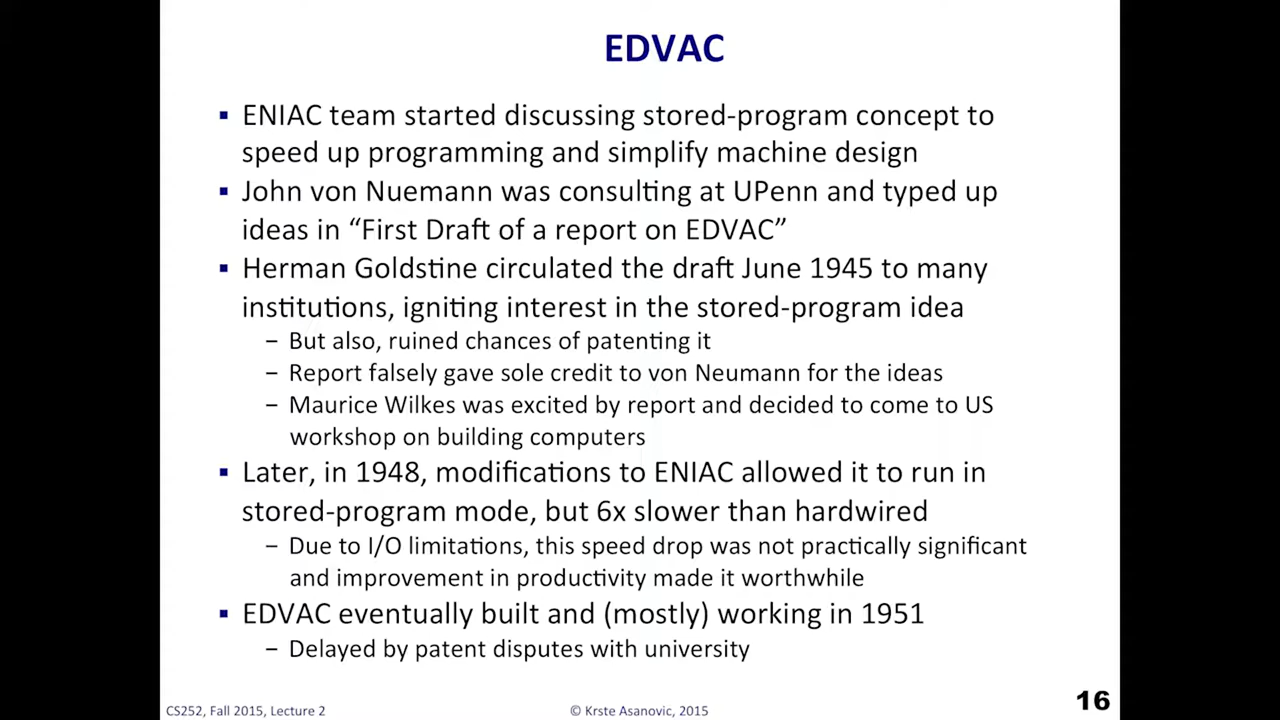 EDVAC
▪ ENIAC team started discussing stored-program concept to
speed up programming and simplify machine design
▪ John von Nuemann was consulting at UPenn and typed up
ideas in “First Draft of a report on EDVAC”
▪ Herman Goldstine circulated the draft June 1945 to many
institutions, igniting interest in the stored-program idea
– But also, ruined chances of patenting it
– Report falsely gave sole credit to von Neumann for the ideas
– Maurice Wilkes was excited by report and decided to come to US
workshop on building computers
▪ Later, in 1948, modifications to ENIAC allowed it to run in
stored-program mode, but 6x slower than hardwired
– Due to I/O limitations, this speed drop was not practically significant
and improvement in productivity made it worthwhile
▪ EDVAC eventually built and (mostly) working in 1951
– Delayed by patent disputes with university
CS252, Fall 2015, Lecture 2
© Krste Asanovic, 2015
16